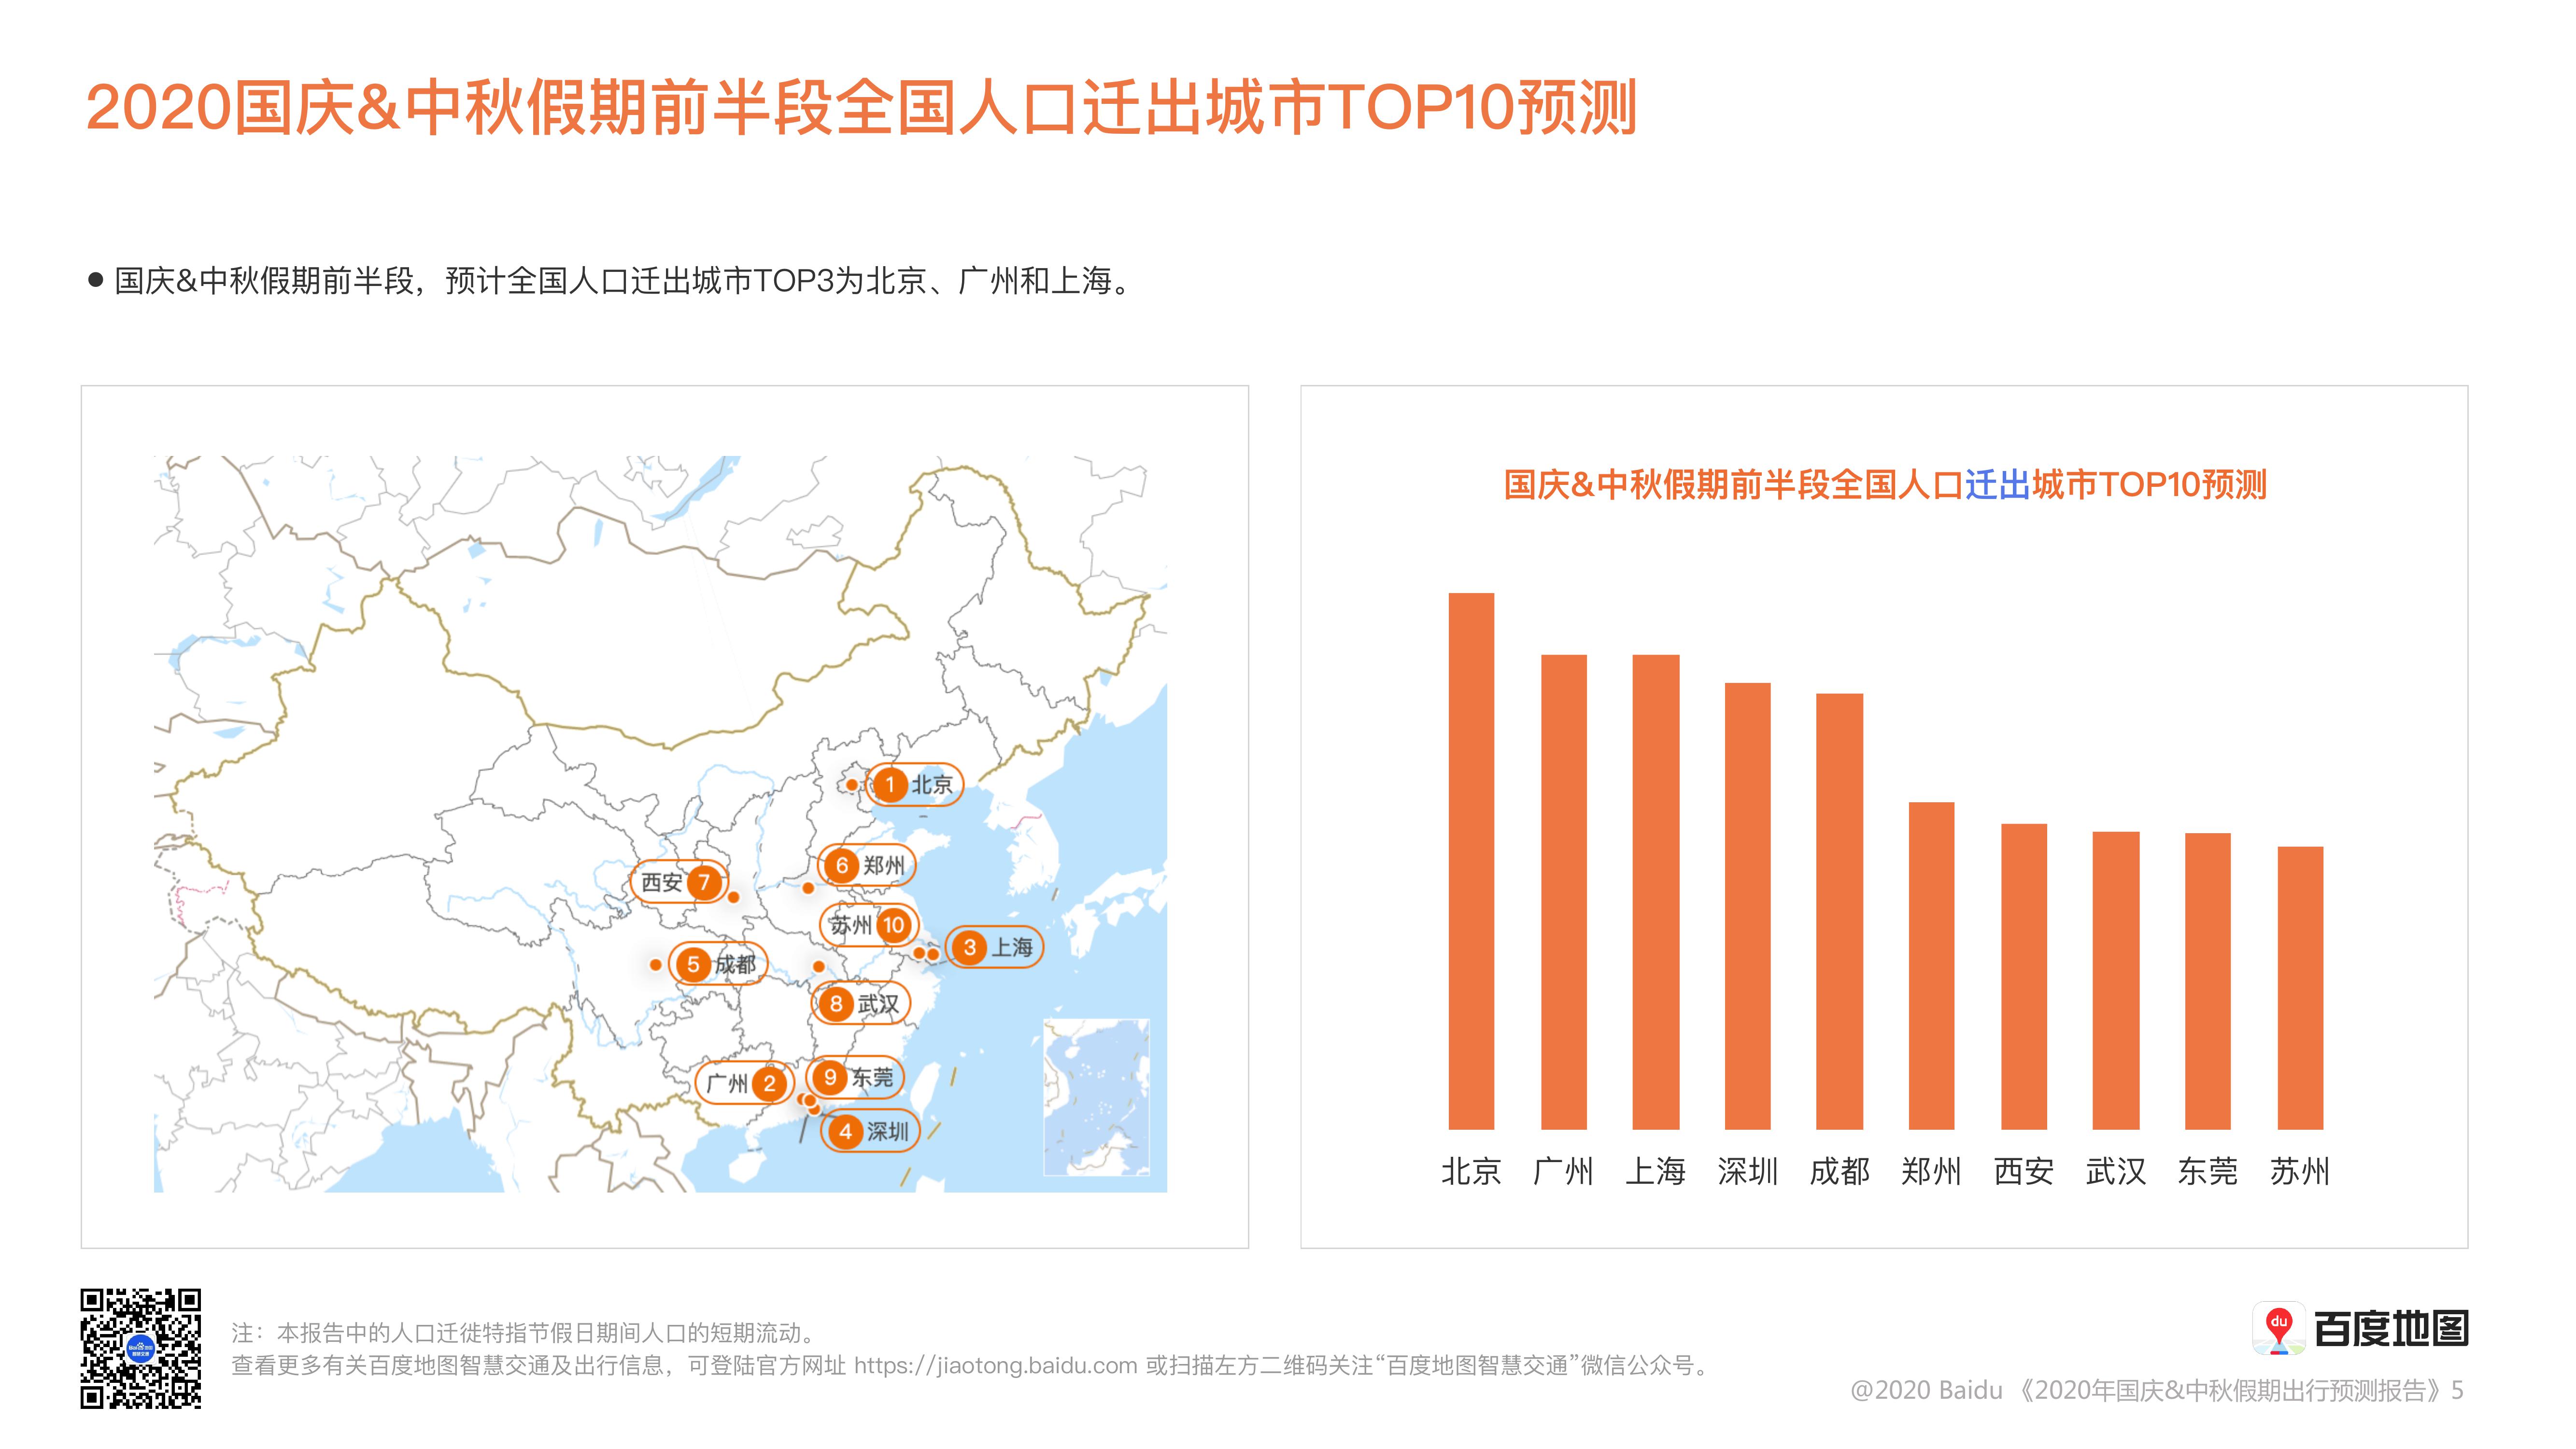 2020国庆&中秋假期前半段全国人口迁出城市TOP10预测
● 国庆&中秋假期前半段，预计全国人口迁出城市TOP3为北京、广州和上海。
1 北京
6 郑州
西安 7
苏州 10
3 上海
5 成都
8 武汉
广州 2
9 东莞
4 深圳
国庆&中秋假期前半段全国人口迁出城市TOP10预测
北京 广州 上海 深圳 成都 郑州 西安 武汉 东莞 苏州
注：本报告中的人口迁徙特指节假日期间人口的短期流动。
查看更多有关百度地图智慧交通及出行信息，可登陆官方网址 https://jiaotong.baidu.com 或扫描左方二维码关注“百度地图智慧交通”微信公众号。
du 百度地图
@2020 Baidu 《2020年国庆&中秋假期出行预测报告》5